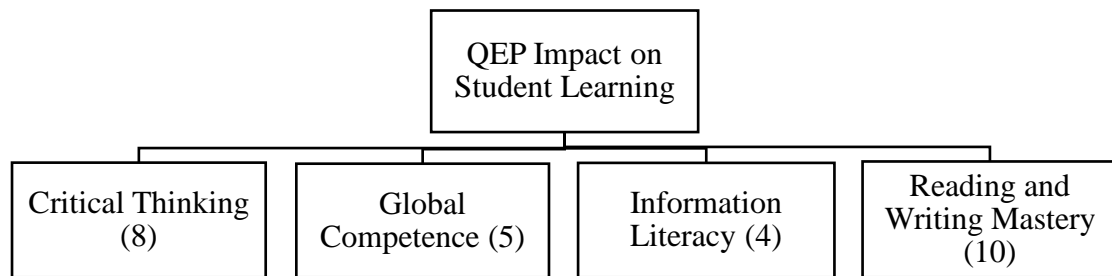 QEP Impact on
Student Learning
Critical Thinking
(8)
Global
Competence (5)
Information
Literacy (4)
Reading and
Writing Mastery
(10)